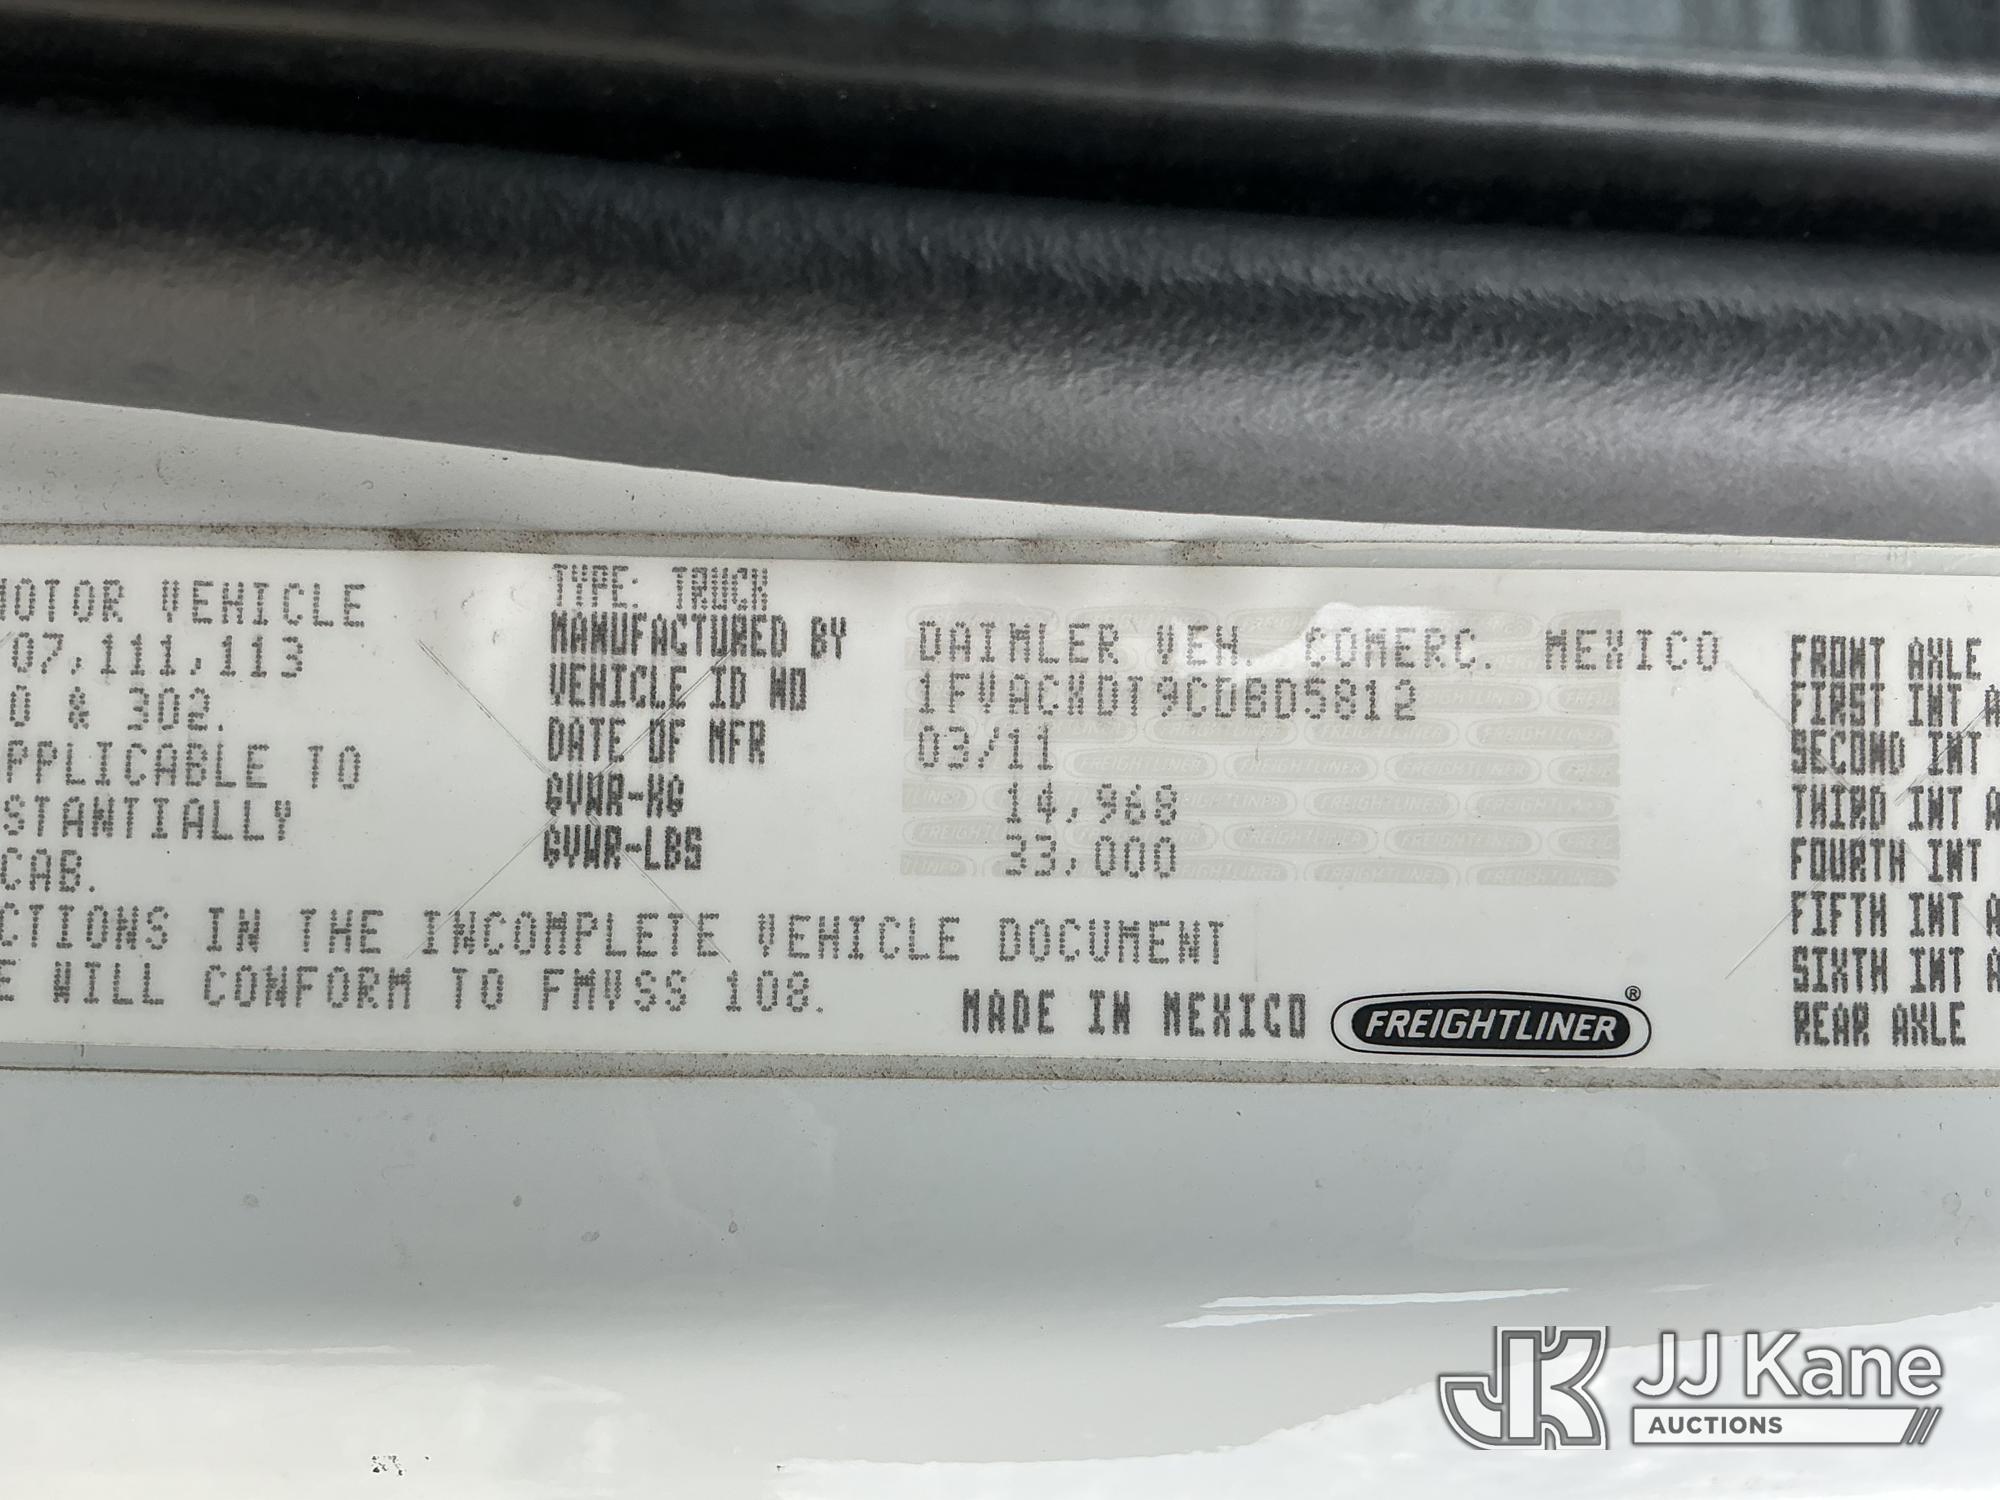 MOTOR VEHICLE
07,111,113
6 & 302.
APPLICABLE TO
STANTIALLY
CAB.
TYPE: TRUCK
MANUFACTURED BY DAIMLER VEH. COMERC. MEXICO
VEHICLE ID NO 1FVACXDT9CDBD5812
DATE OF MFR 03/11
GVWR-KG 14,968
GVWR-LBS 33,000
CTIONS IN THE INCOMPLETE VEHICLE DOCUMENT
E WILL CONFORM TO FMVSS 108.
MADE IN MEXICO FREIGHTLINER®
FRONT AXLE
FIRST INT A
SECOND INT
THIRD INT A
FOURTH INT
FIFTH INT A
SIXTH INT A
REAR AXLE
JK JJ Kane
AUCTIONS